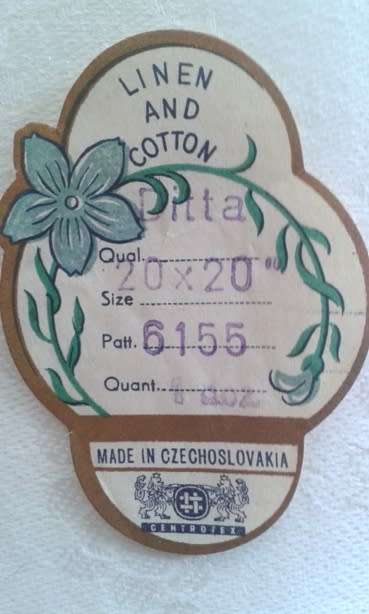 LINEN
AND
COTTON
Ditta
Qual.
20 x 20"
Size
Patt. 6155
Quant. 1 doz
MADE IN CZECHOSLOVAKIA
CENTROTEX